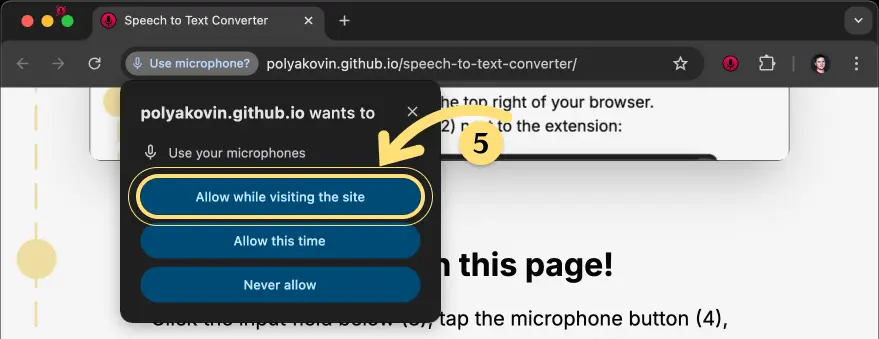 Speech to Text Converter
Use microphone?
polyakovin.github.io/speech-to-text-converter/
polyakovin.github.io wants to
Use your microphones
Allow while visiting the site
Allow this time
Never allow
5
the top right of your browser.
2) next to the extension:
this page!
Click the input field below (3), tap the microphone button (4),